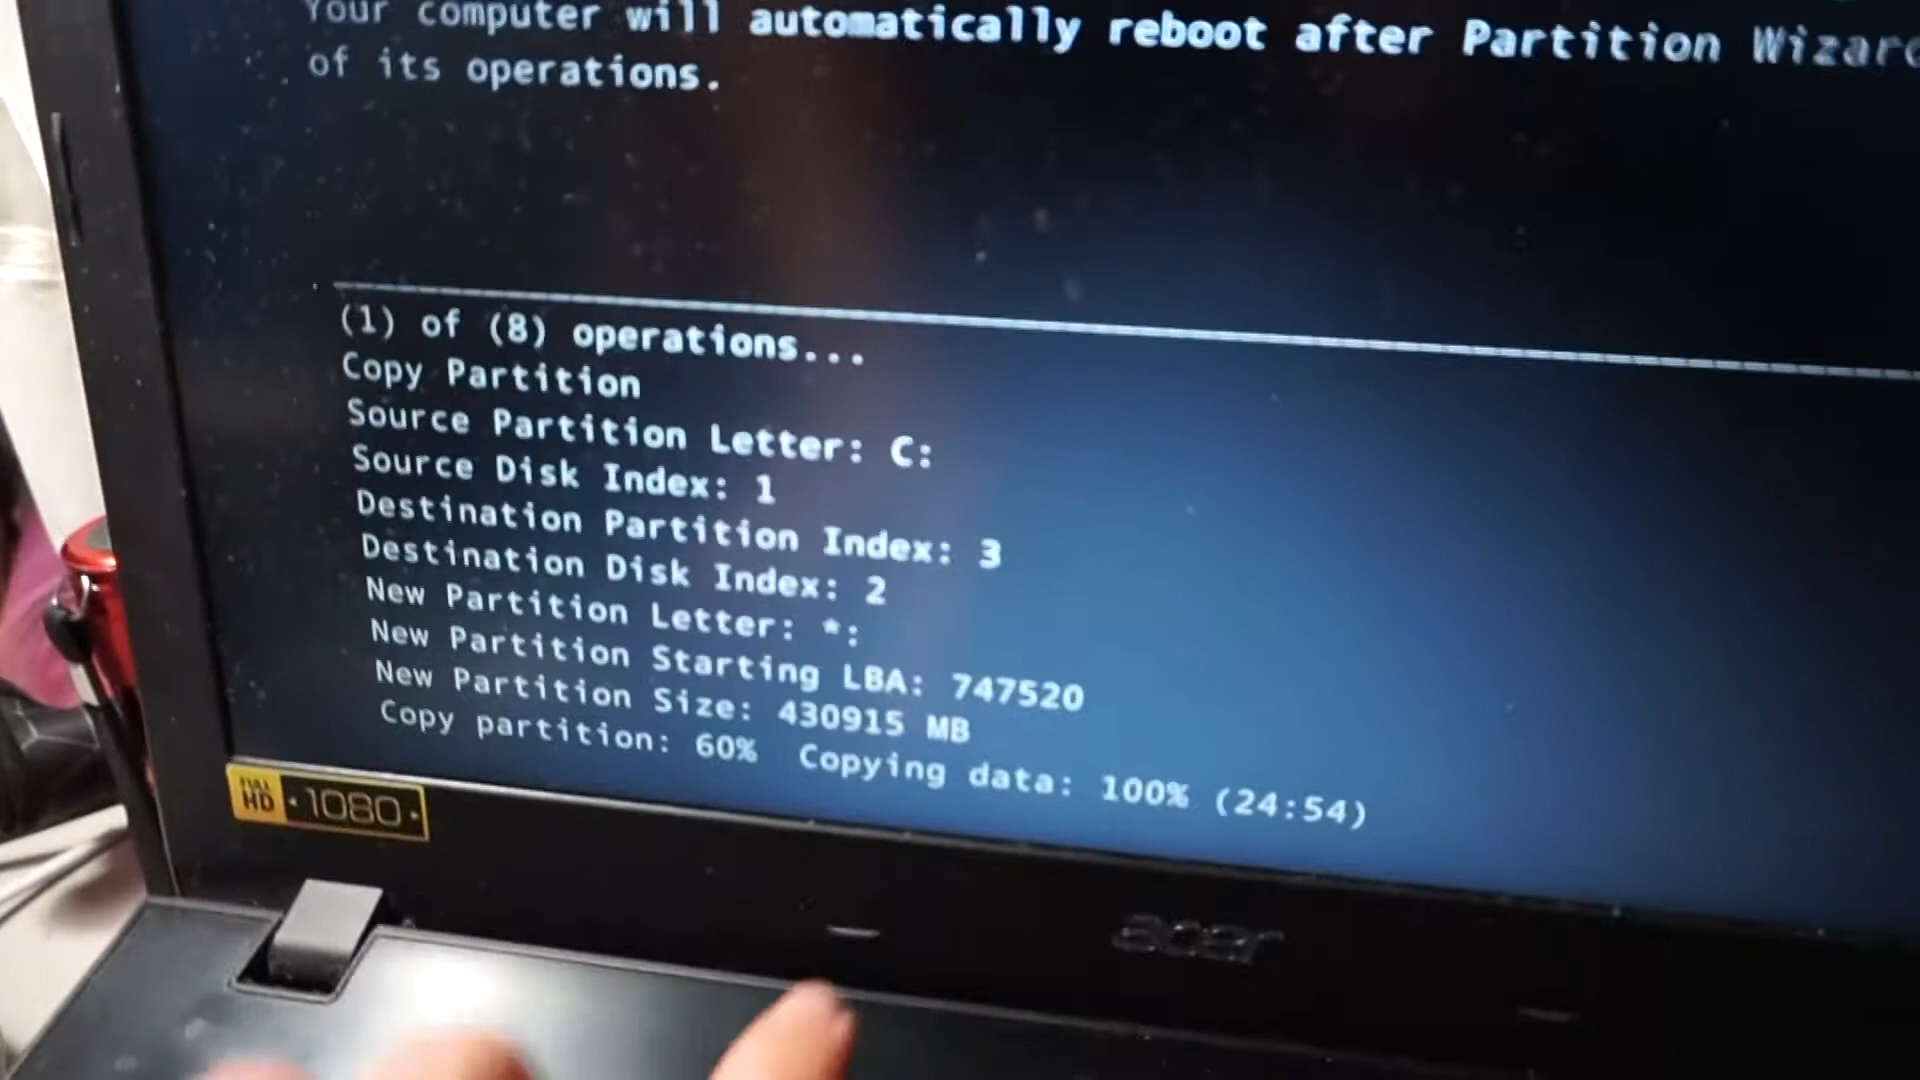 Your computer will automatically reboot after Partition Wizard
of its operations.
(1) of (8) operations...
Copy Partition
Source Partition Letter: C:
Source Disk Index: 1
Destination Partition Index: 3
Destination Disk Index: 2
New Partition Letter: *:
New Partition Starting LBA: 747520
New Partition Size: 430915 MB
Copy partition: 60% Copying data: 100% (24:54)
FULL HD ·1080·
acer